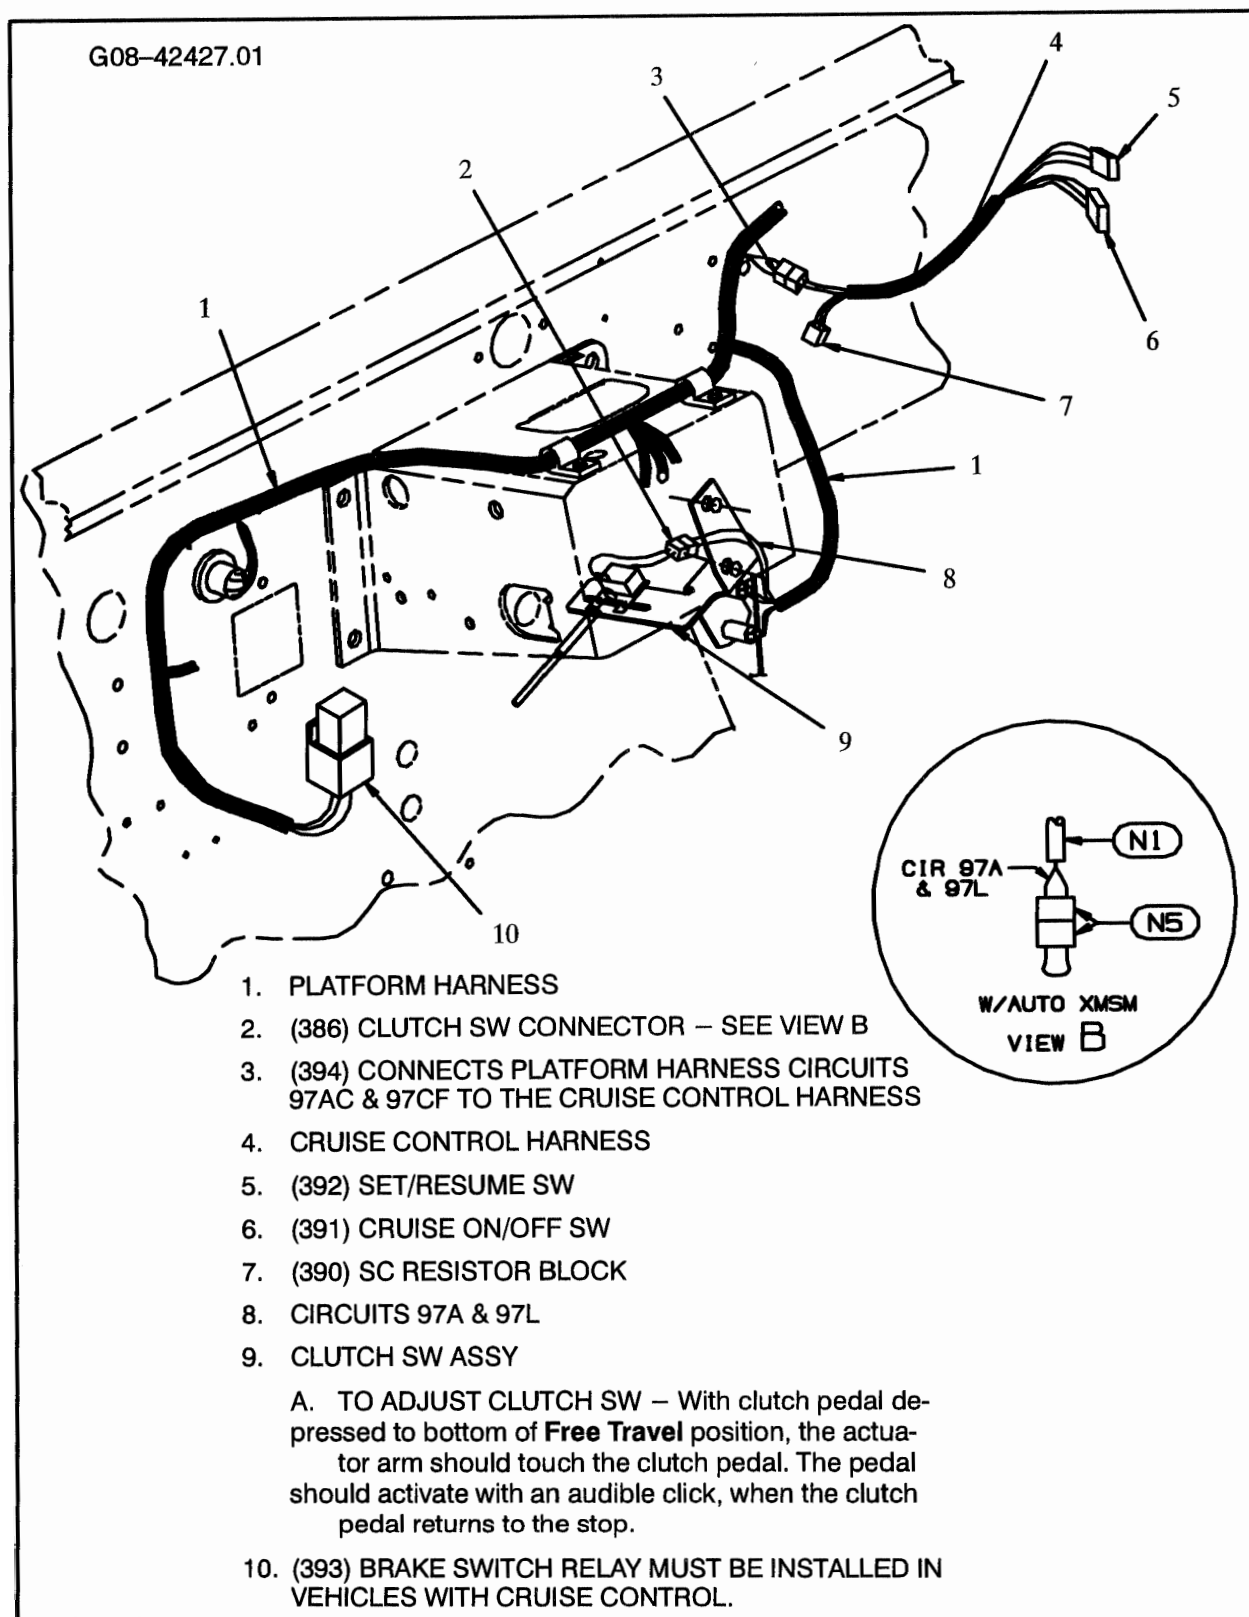 G08–42427.01
4
3
5
2
1
6
7
1
8
9
10
CIR 97A
& 97L
N1
N5
W/AUTO XMSM
VIEW B
1. PLATFORM HARNESS
2. (386) CLUTCH SW CONNECTOR – SEE VIEW B
3. (394) CONNECTS PLATFORM HARNESS CIRCUITS
97AC & 97CF TO THE CRUISE CONTROL HARNESS
4. CRUISE CONTROL HARNESS
5. (392) SET/RESUME SW
6. (391) CRUISE ON/OFF SW
7. (390) SC RESISTOR BLOCK
8. CIRCUITS 97A & 97L
9. CLUTCH SW ASSY
A. TO ADJUST CLUTCH SW – With clutch pedal de-
pressed to bottom of Free Travel position, the actua-
tor arm should touch the clutch pedal. The pedal
should activate with an audible click, when the clutch
pedal returns to the stop.
10. (393) BRAKE SWITCH RELAY MUST BE INSTALLED IN
VEHICLES WITH CRUISE CONTROL.